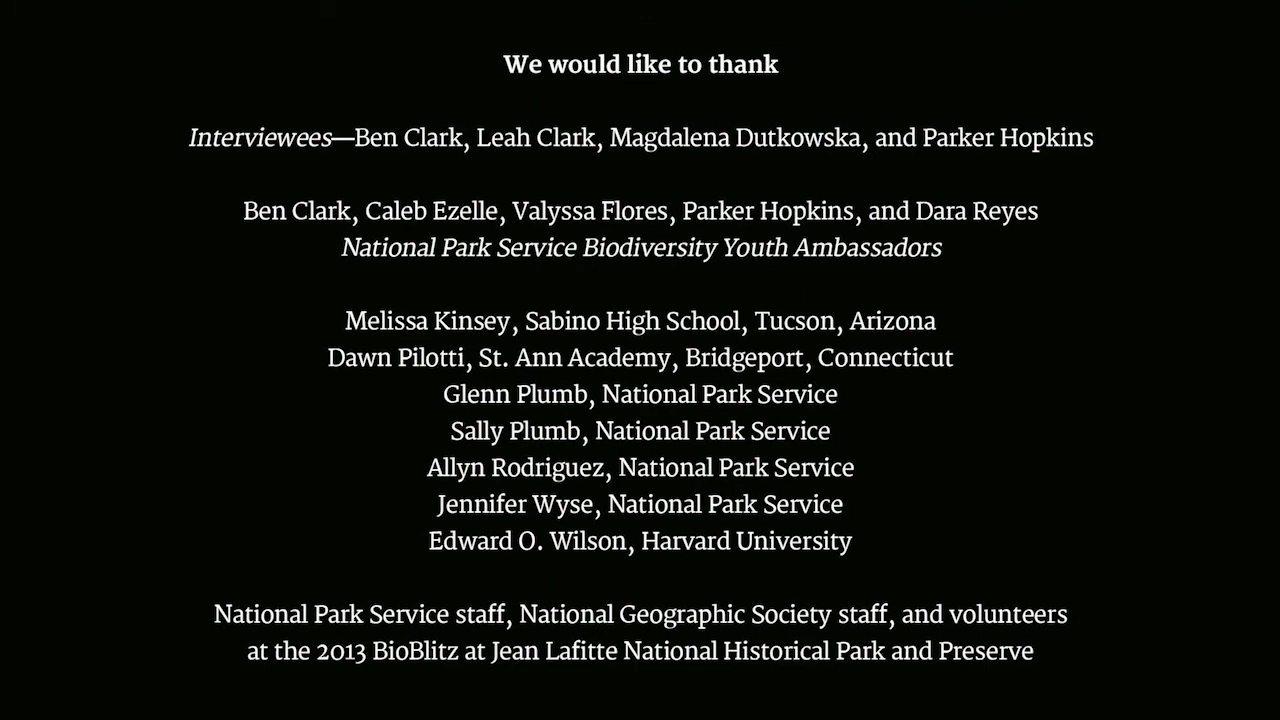 We would like to thank
Interviewees—Ben Clark, Leah Clark, Magdalena Dutkowska, and Parker Hopkins
Ben Clark, Caleb Ezelle, Valyssa Flores, Parker Hopkins, and Dara Reyes
National Park Service Biodiversity Youth Ambassadors
Melissa Kinsey, Sabino High School, Tucson, Arizona
Dawn Pilotti, St. Ann Academy, Bridgeport, Connecticut
Glenn Plumb, National Park Service
Sally Plumb, National Park Service
Allyn Rodriguez, National Park Service
Jennifer Wyse, National Park Service
Edward O. Wilson, Harvard University
National Park Service staff, National Geographic Society staff, and volunteers
at the 2013 BioBlitz at Jean Lafitte National Historical Park and Preserve